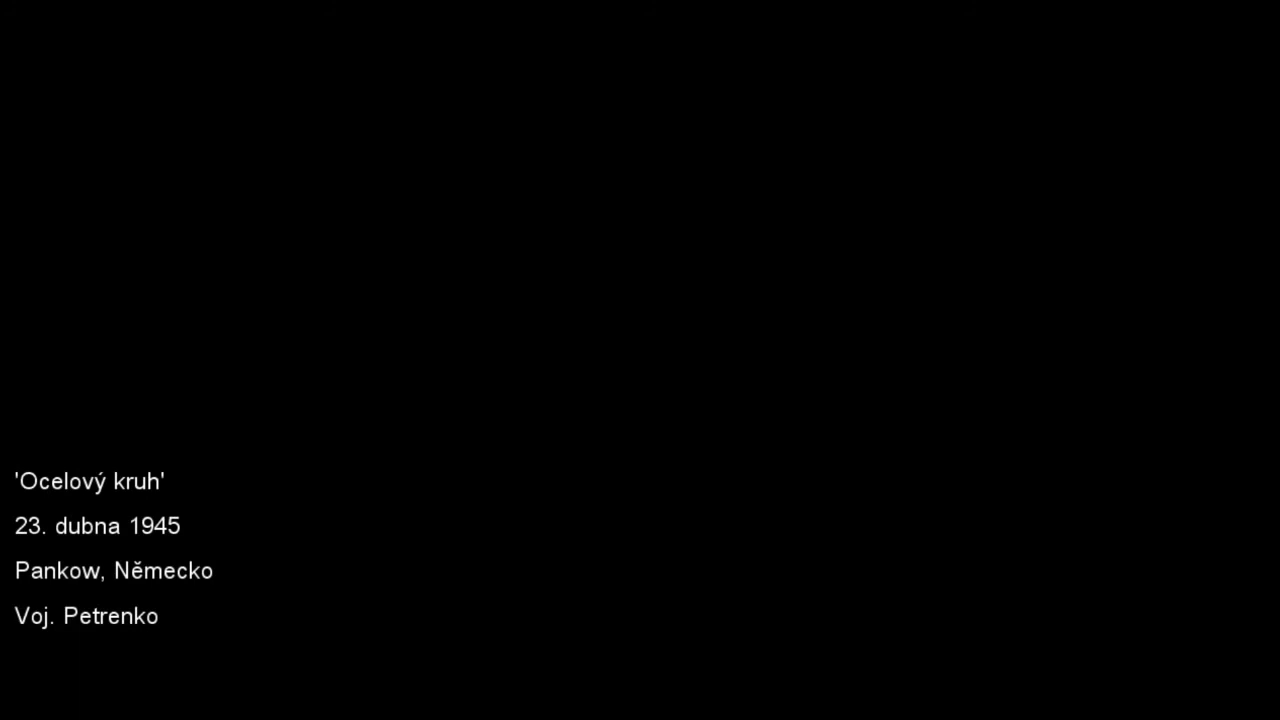 'Ocelový kruh'
23. dubna 1945
Pankow, Německo
Voj. Petrenko